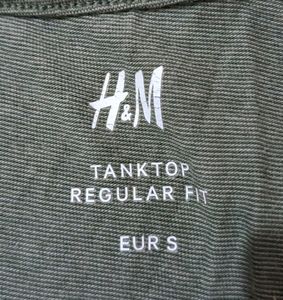 H&M
TANKTOP
REGULAR FIT
EUR S